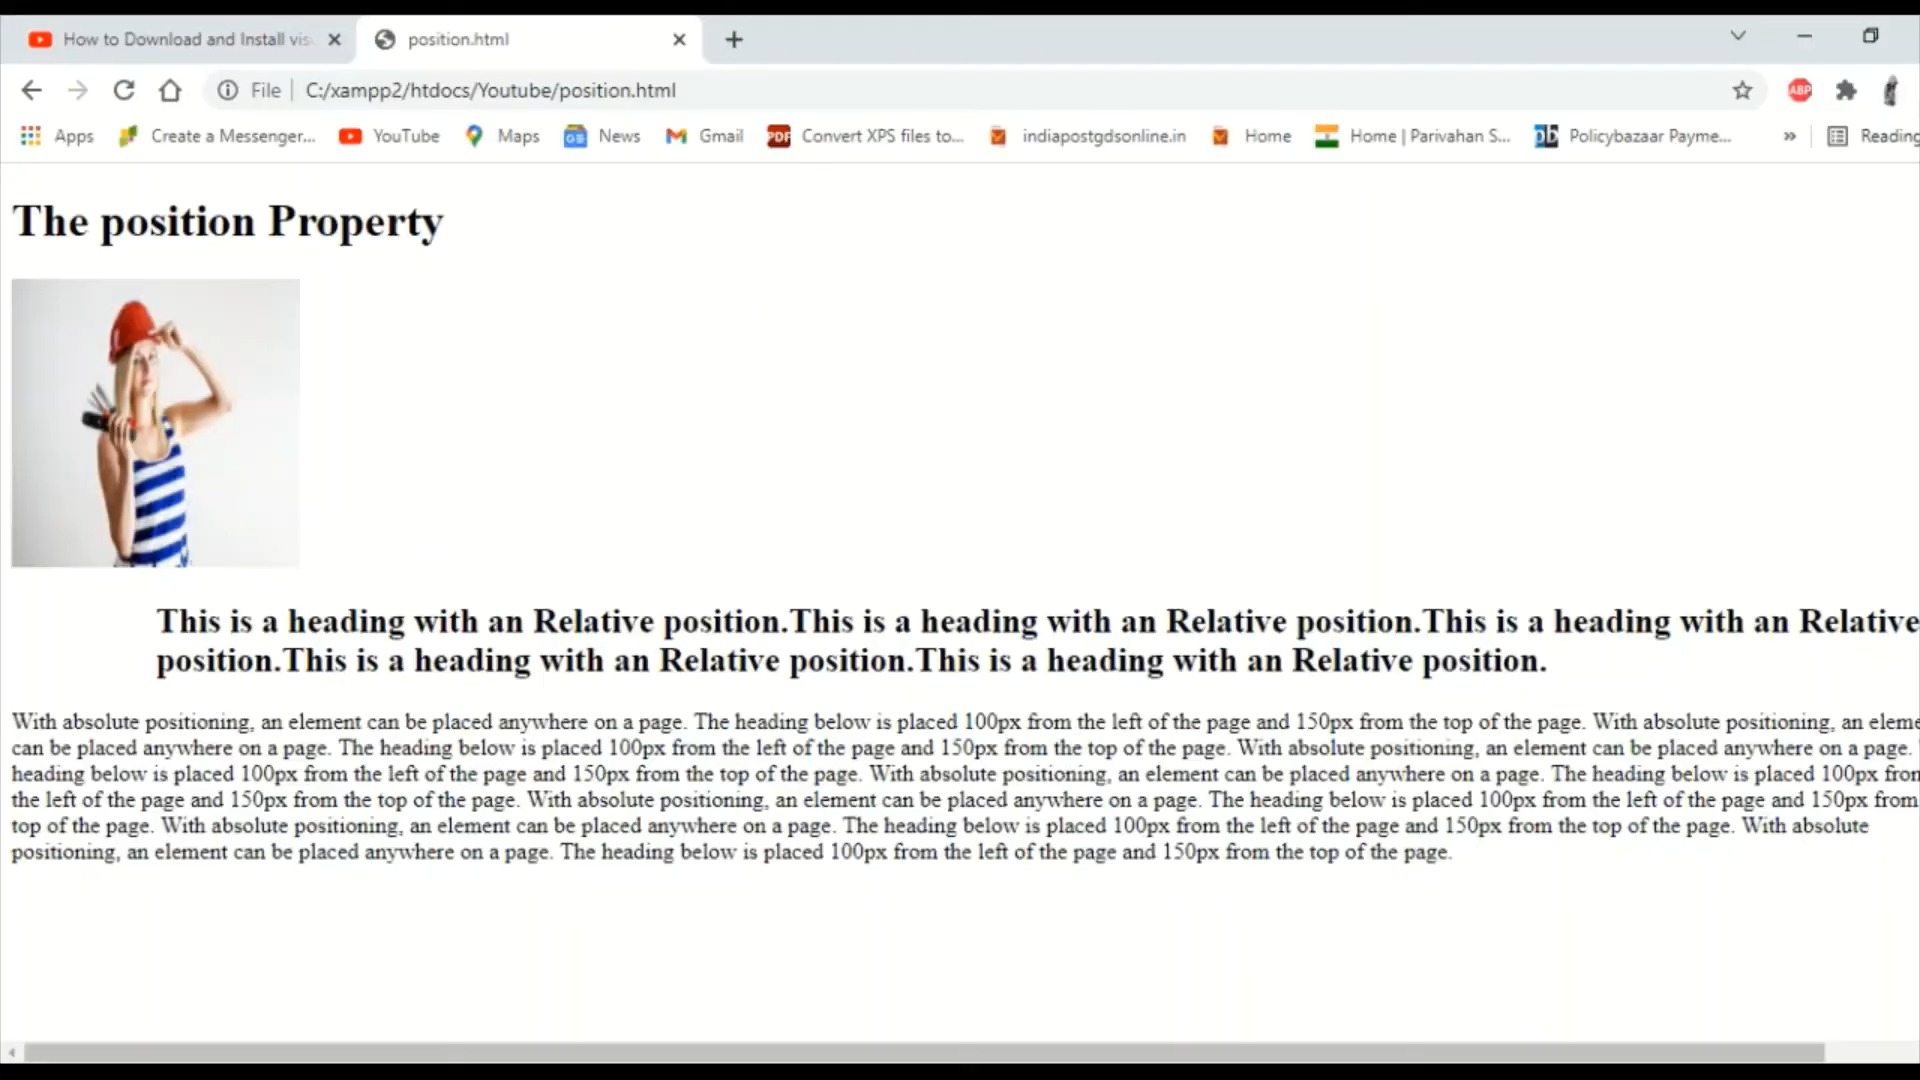 How to Download and Install vis
position.html
File
C:/xampp2/htdocs/Youtube/position.html
ABP
Apps
Create a Messenger...
YouTube
Maps
News
Gmail
PDF
Convert XPS files to...
indiapostgdsonline.in
Home
Home | Parivahan S...
pb
Policybazaar Payme...
»
Reading
The position Property
This is a heading with an Relative position.This is a heading with an Relative position.This is a heading with an Relative
position.This is a heading with an Relative position.This is a heading with an Relative position.
With absolute positioning, an element can be placed anywhere on a page. The heading below is placed 100px from the left of the page and 150px from the top of the page. With absolute positioning, an eleme
can be placed anywhere on a page. The heading below is placed 100px from the left of the page and 150px from the top of the page. With absolute positioning, an element can be placed anywhere on a page.
heading below is placed 100px from the left of the page and 150px from the top of the page. With absolute positioning, an element can be placed anywhere on a page. The heading below is placed 100px from
the left of the page and 150px from the top of the page. With absolute positioning, an element can be placed anywhere on a page. The heading below is placed 100px from the left of the page and 150px from
top of the page. With absolute positioning, an element can be placed anywhere on a page. The heading below is placed 100px from the left of the page and 150px from the top of the page. With absolute
positioning, an element can be placed anywhere on a page. The heading below is placed 100px from the left of the page and 150px from the top of the page.